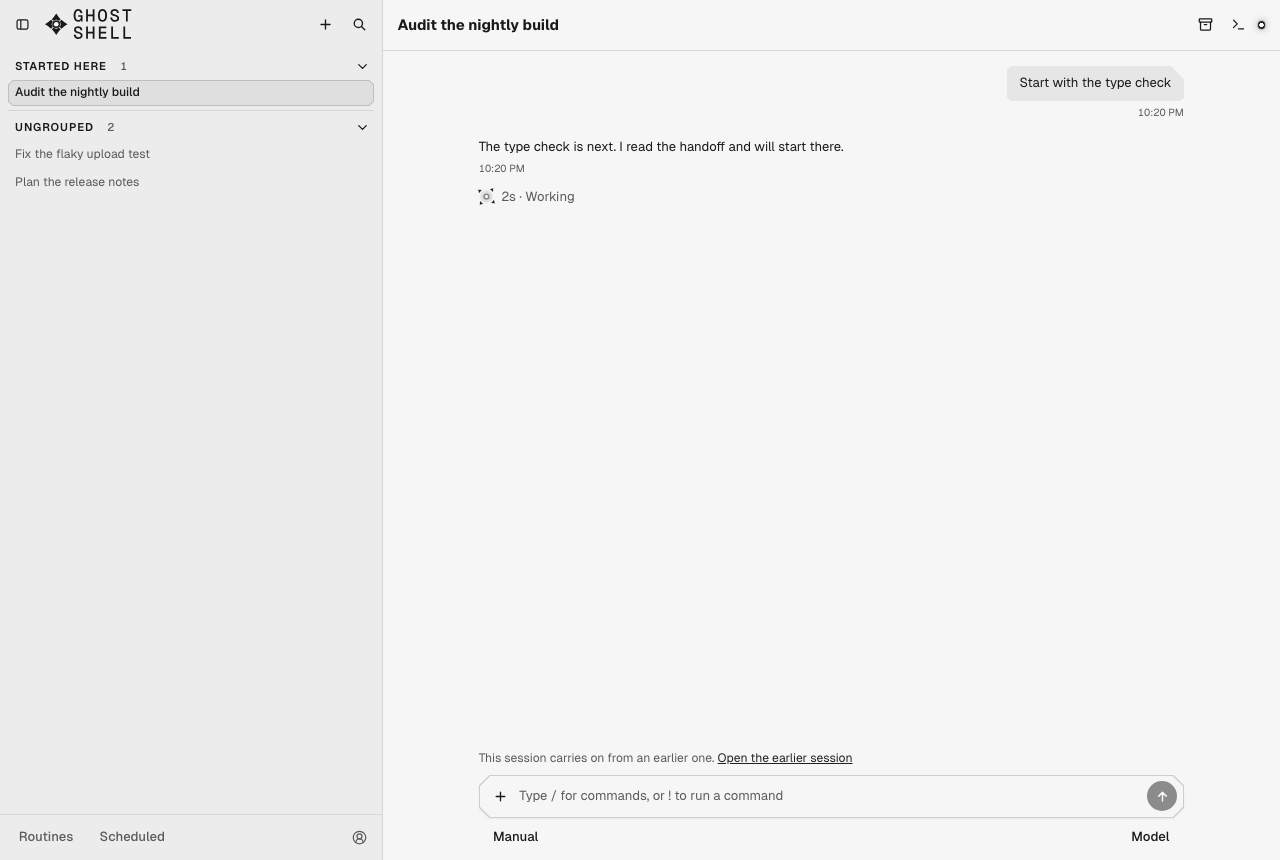 GHOST
SHELL
STARTED HERE 1
Audit the nightly build
UNGROUPED 2
Fix the flaky upload test
Plan the release notes
Routines
Scheduled
Audit the nightly build
Start with the type check
10:20 PM
The type check is next. I read the handoff and will start there.
10:20 PM
2s · Working
This session carries on from an earlier one. Open the earlier session
Type / for commands, or ! to run a command
Manual
Model